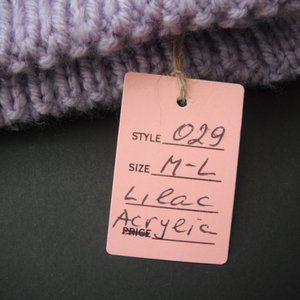 STYLE 029
SIZE M-L
Lilac
Acrylic
PRICE